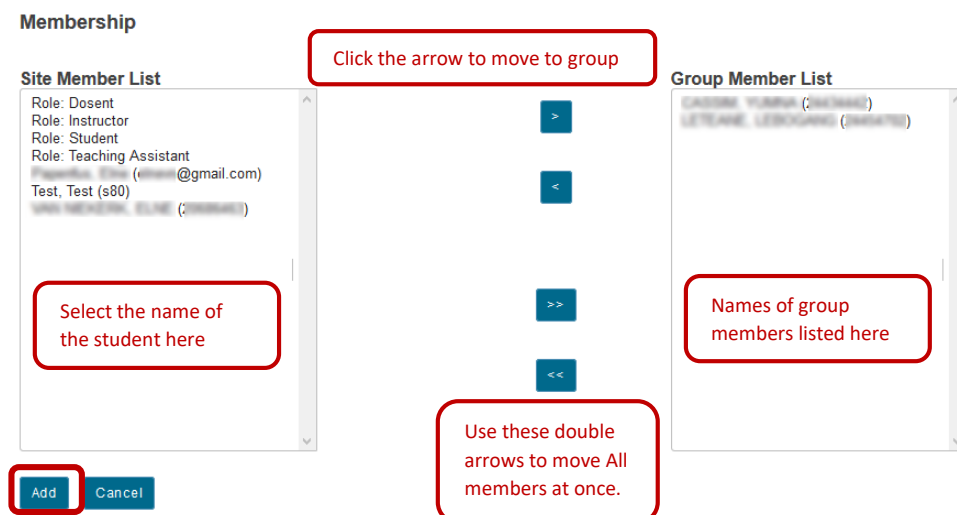 Membership
Click the arrow to move to group
Site Member List
Group Member List
Role: Dosent
Role: Instructor
Role: Student
Role: Teaching Assistant
@gmail.com)
Test, Test (s80)
>
<
>>
<<
Select the name of
the student here
Names of group
members listed here
Use these double
arrows to move All
members at once.
Add
Cancel